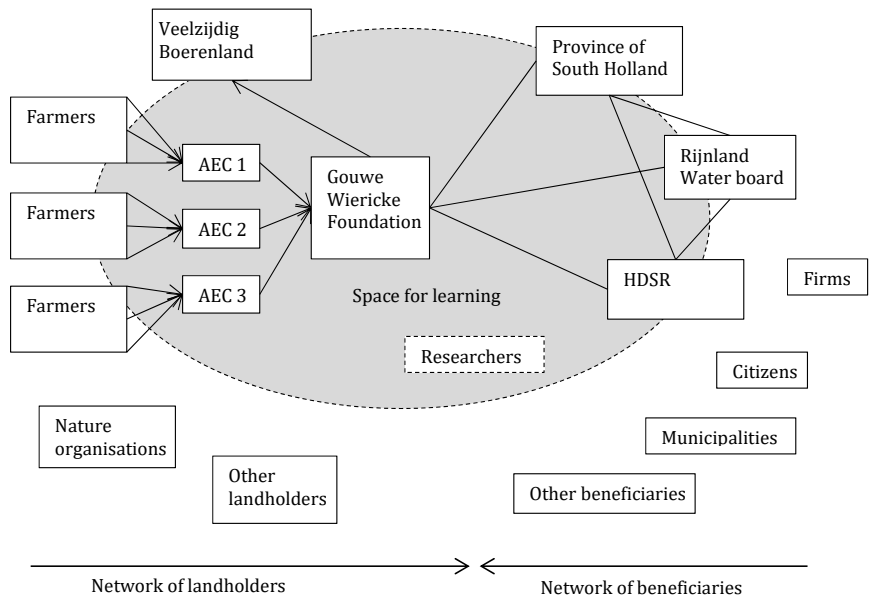 Veelzijdig
Boerenland
Province of
South Holland
Farmers
AEC 1
Gouwe
Wiericke
Foundation
Rijnland
Water board
Farmers
AEC 2
Farmers
AEC 3
Space for learning
HDSR
Firms
Researchers
Citizens
Nature
organisations
Municipalities
Other
landholders
Other beneficiaries
Network of landholders
Network of beneficiaries